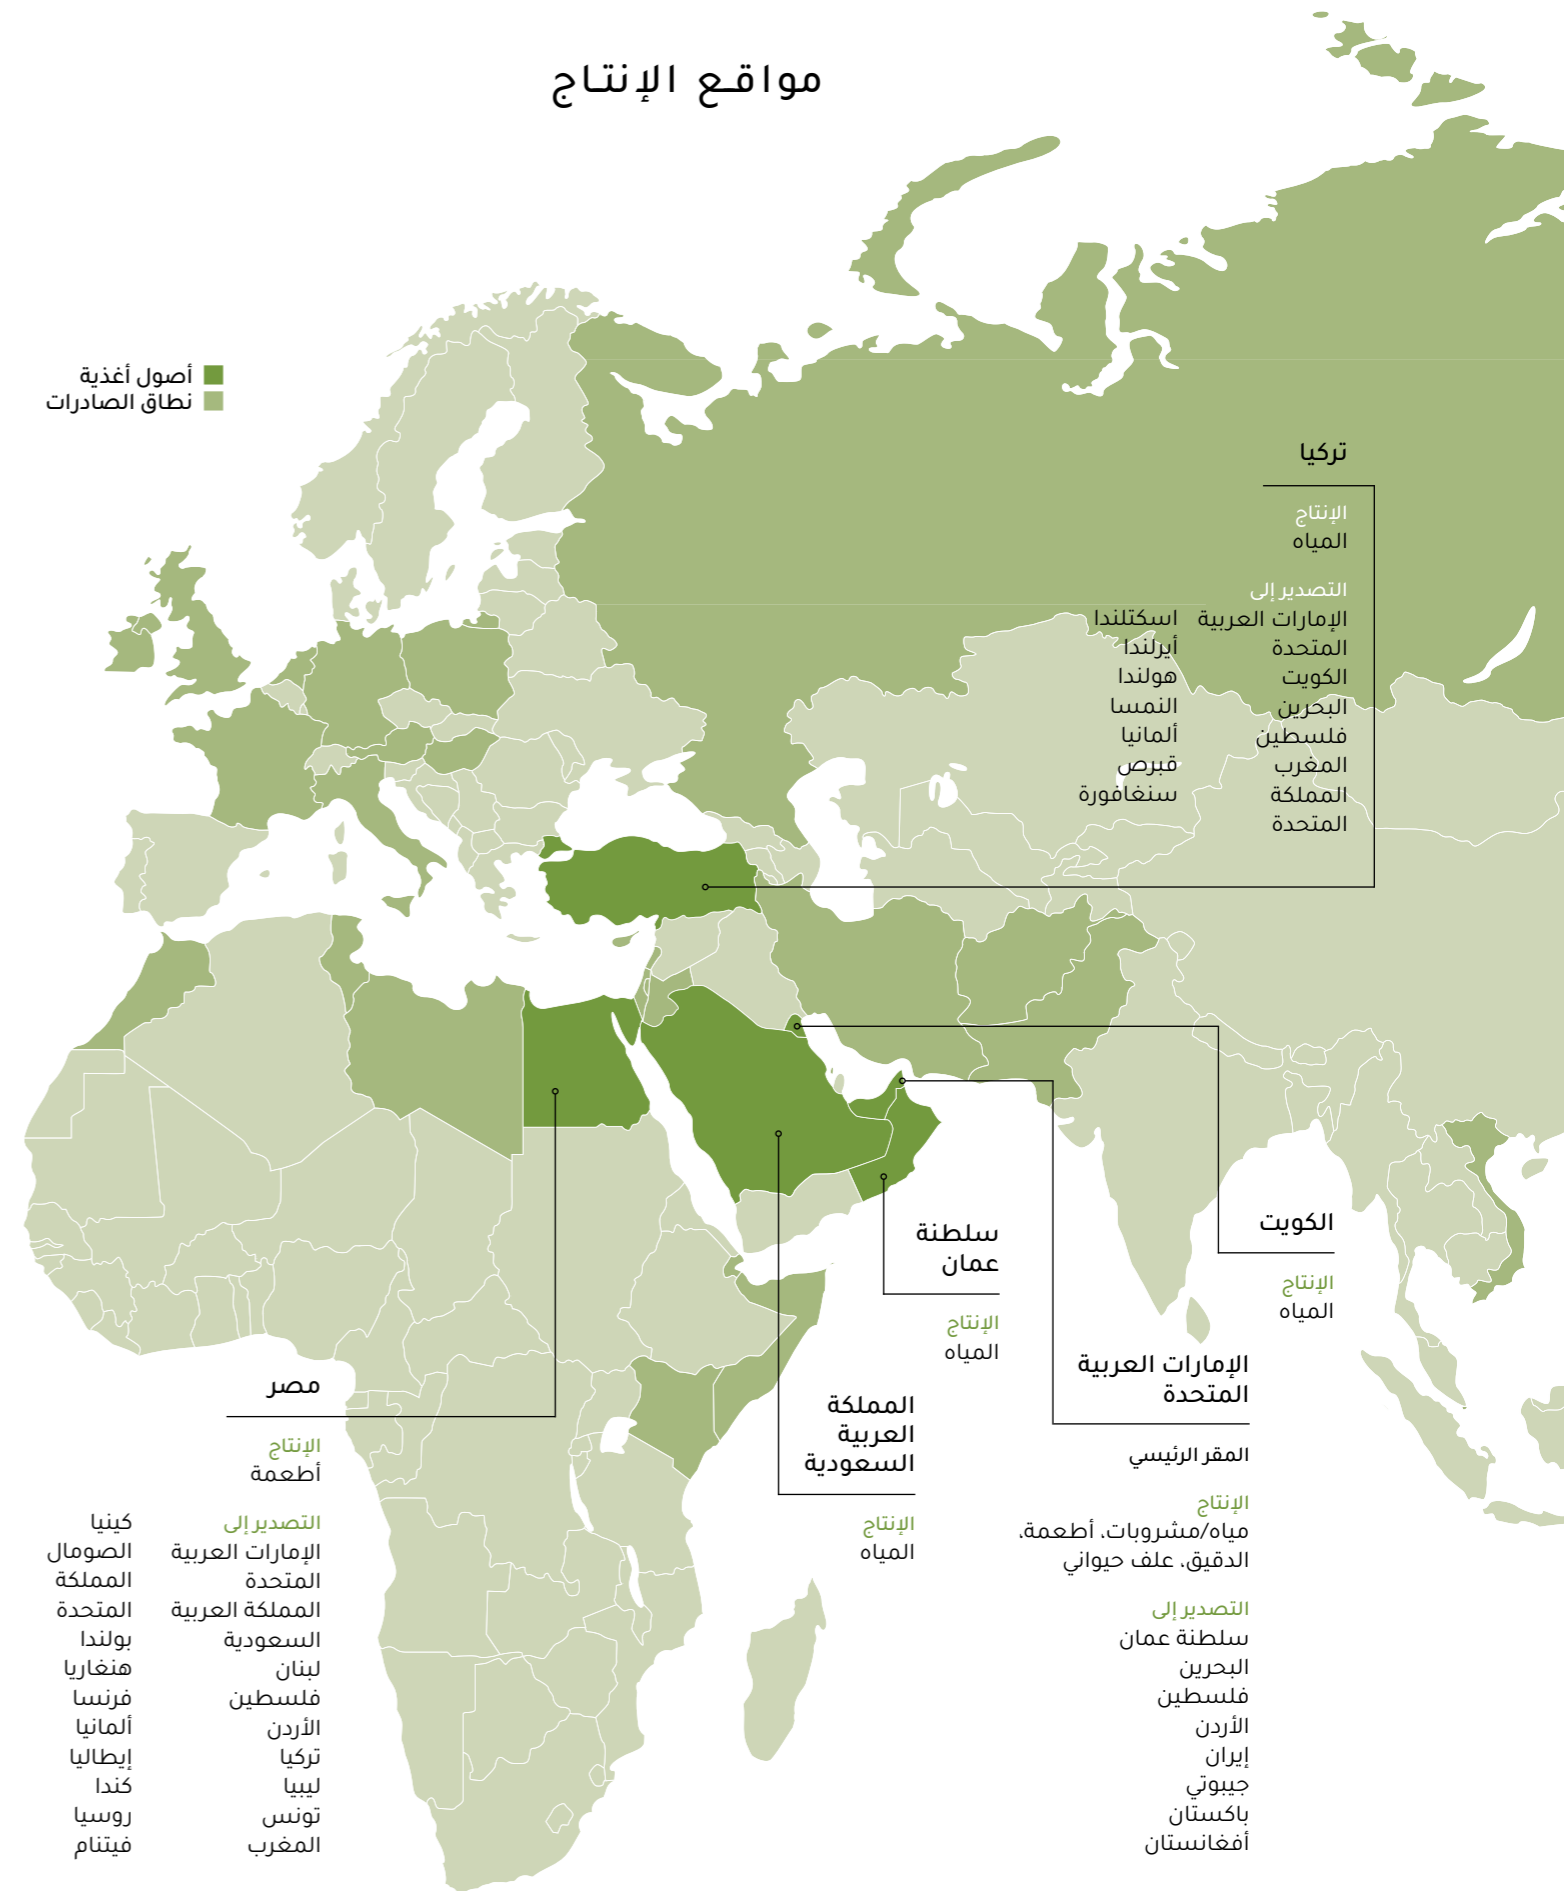 مواقع الإنتاج
أصول أغذية
نطاق الصادرات
تركيا
الإنتاج
المياه
التصدير إلى
الإمارات العربية
المتحدة
الكويت
البحرين
فلسطين
المغرب
المملكة
المتحدة
اسكتلندا
أيرلندا
هولندا
النمسا
ألمانيا
قبرص
سنغافورة
الكويت
الإنتاج
المياه
سلطنة
عمان
الإنتاج
المياه
الإمارات العربية
المتحدة
المقر الرئيسي
الإنتاج
مياه/مشروبات، أطعمة،
الدقيق، علف حيواني
التصدير إلى
سلطنة عمان
البحرين
فلسطين
الأردن
إيران
جيبوتي
باكستان
أفغانستان
المملكة
العربية
السعودية
الإنتاج
المياه
مصر
الإنتاج
أطعمة
التصدير إلى
الإمارات العربية
المتحدة
المملكة العربية
السعودية
لبنان
فلسطين
الأردن
تركيا
ليبيا
تونس
المغرب
كينيا
الصومال
المملكة
المتحدة
بولندا
هنغاريا
فرنسا
ألمانيا
إيطاليا
كندا
روسيا
فيتنام